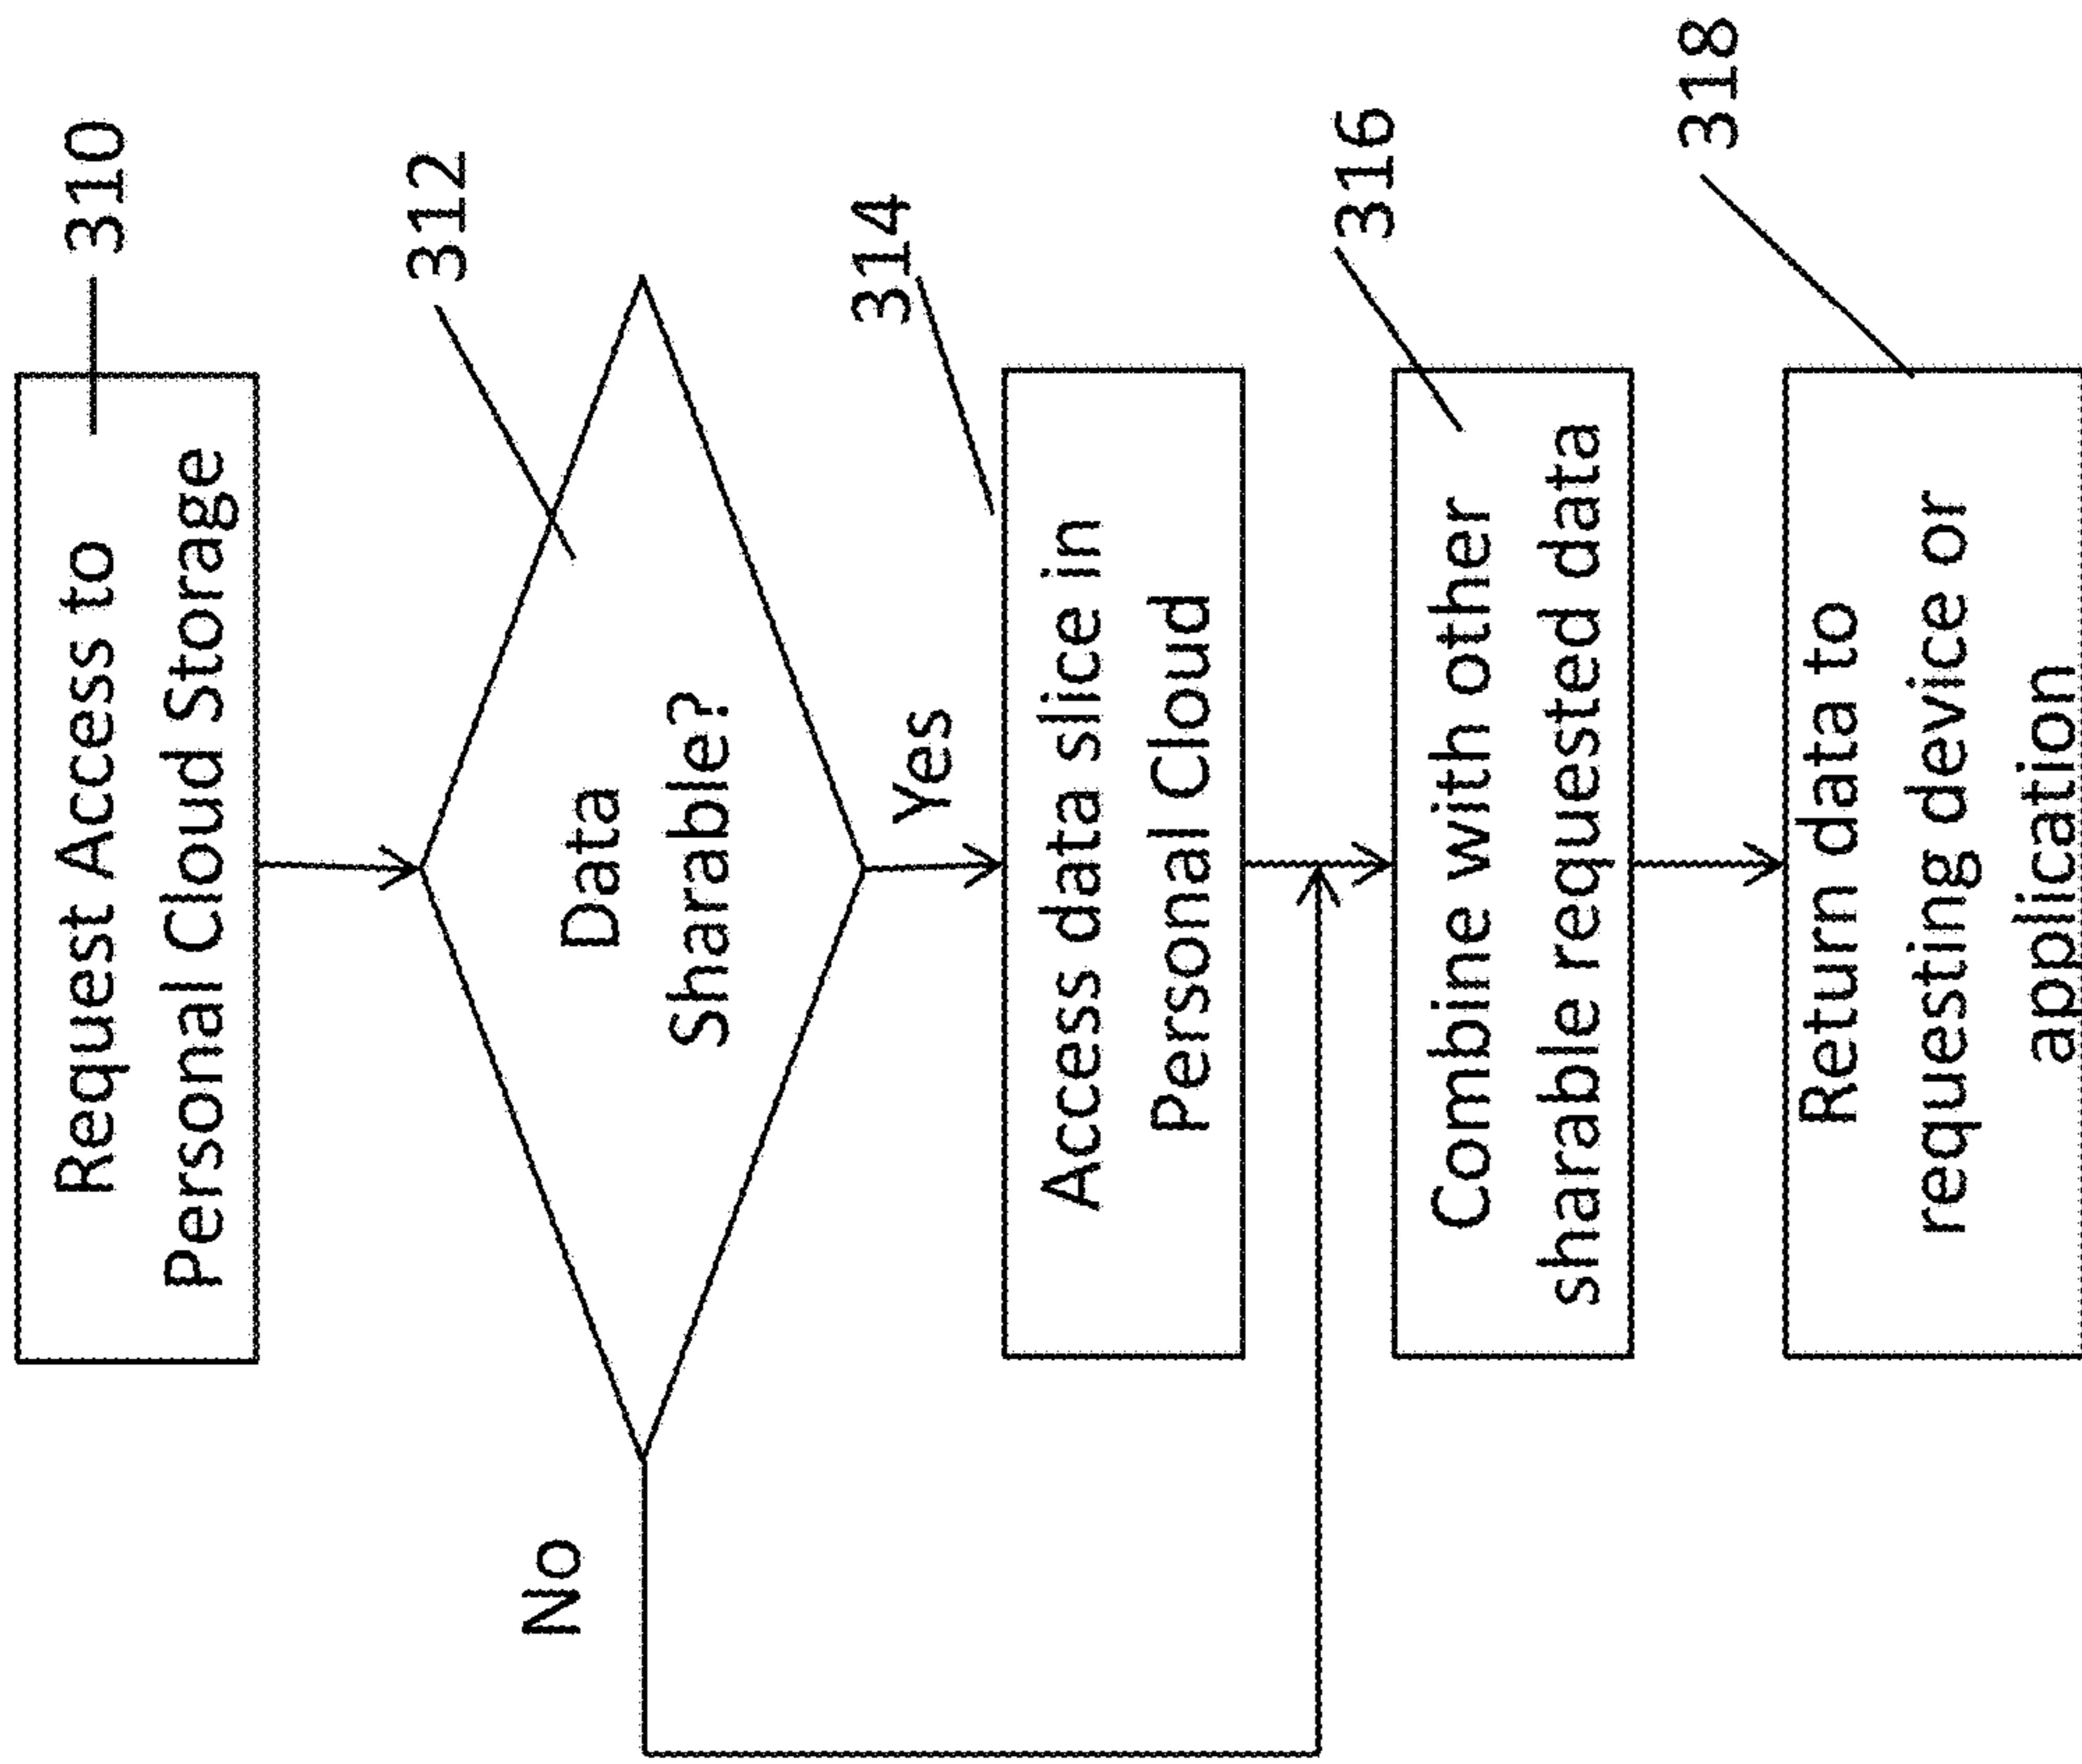 Request Access to
Personal Cloud Storage
310
312
Data
Sharable?
No
Yes
314
Access data slice in
Personal Cloud
316
Combine with other
sharable requested data
318
Return data to
requesting device or
application